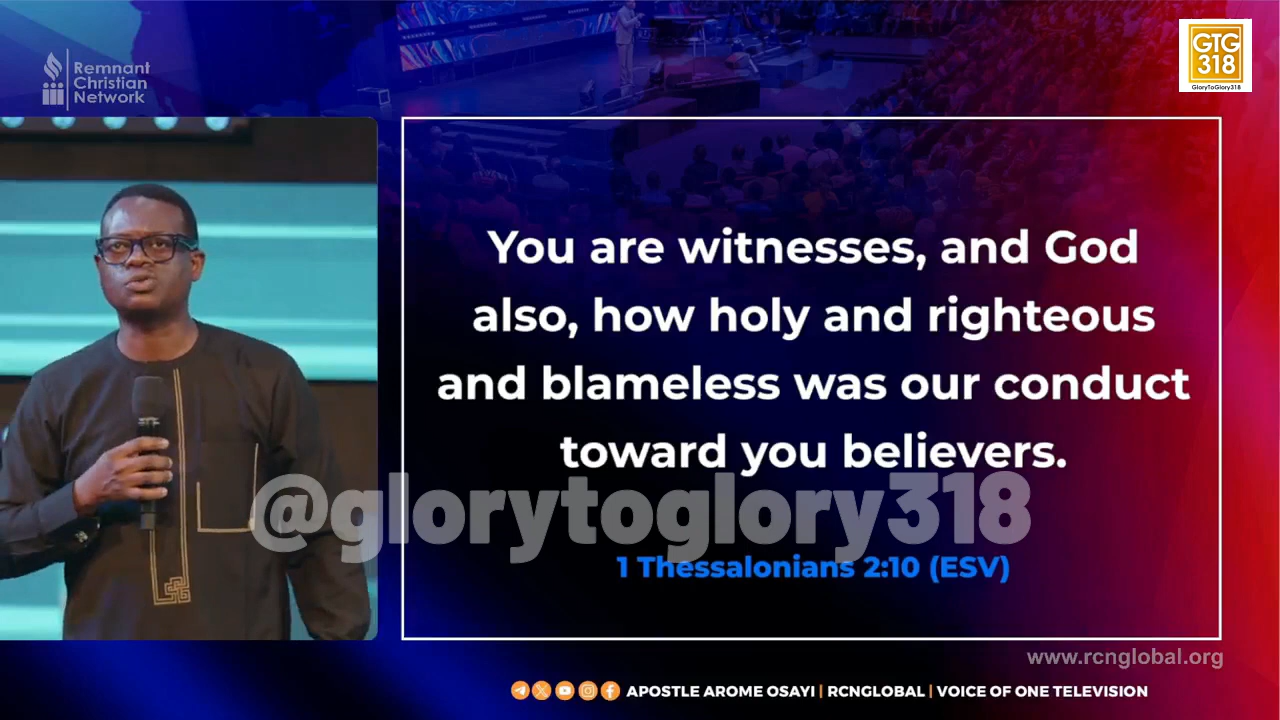 Remnant
Christian
Network
GTG
318
GloryToGlory318
You are witnesses, and God
also, how holy and righteous
and blameless was our conduct
toward you believers.
@glorytoglory318
1 Thessalonians 2:10 (ESV)
www.rcnglobal.org
APOSTLE AROME OSAYI | RCNGLOBAL | VOICE OF ONE TELEVISION